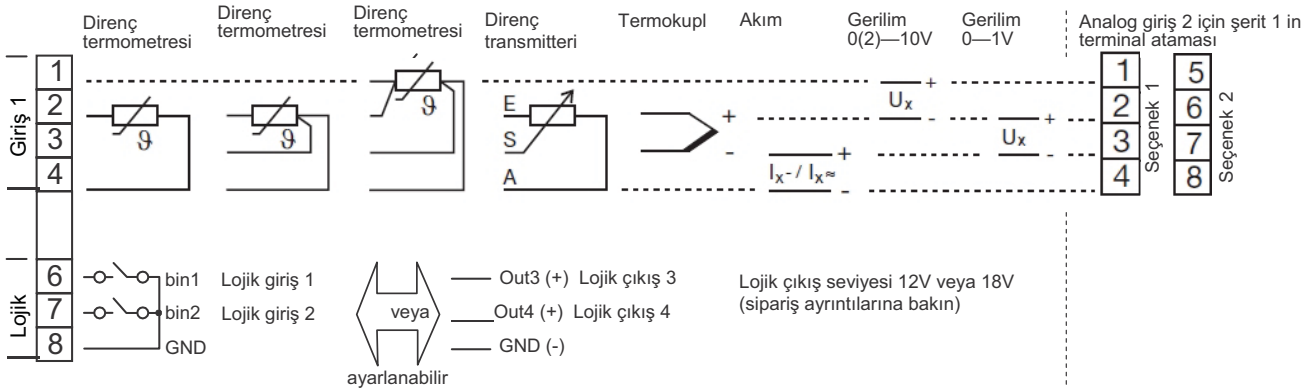 Direnç
termometresi
Direnç
termometresi
Direnç
termometresi
Direnç
transmitteri
Termokupl
Akım
Gerilim
0(2)—10V
Gerilim
0—1V
Analog giriş 2 için şerit 1 in
terminal ataması
Giriş 1
1
2
3
4
ϑ
ϑ
ϑ
E
S
A
+
-
+
Ix- / Ix≈
-
+
Ux
-
+
Ux
-
1
2
3
4
Seçenek 1
5
6
7
8
Seçenek 2
Lojik
6
7
8
bin1 Lojik giriş 1
bin2 Lojik giriş 2
GND
veya
ayarlanabilir
Out3 (+) Lojik çıkış 3
Out4 (+) Lojik çıkış 4
GND (-)
Lojik çıkış seviyesi 12V veya 18V
(sipariş ayrıntılarına bakın)